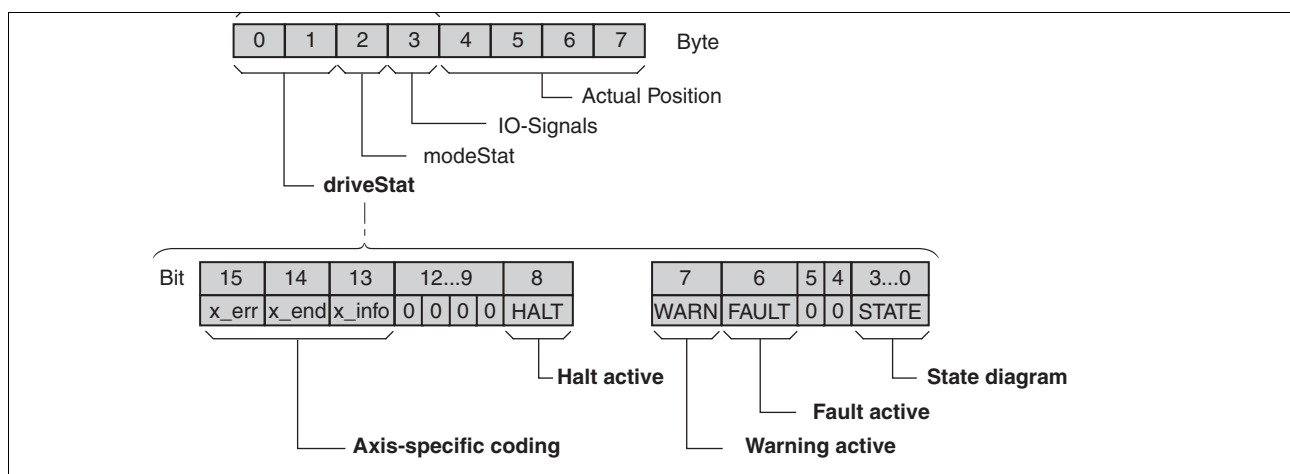 0 1 2 3 4 5 6 7 Byte
Actual Position
IO-Signals
modeStat
driveStat
Bit 15 14 13 12...9 8 7 6 5 4 3...0
x_err x_end x_info 0 0 0 0 HALT WARN FAULT 0 0 STATE
Halt active State diagram
Fault active
Axis-specific coding Warning active